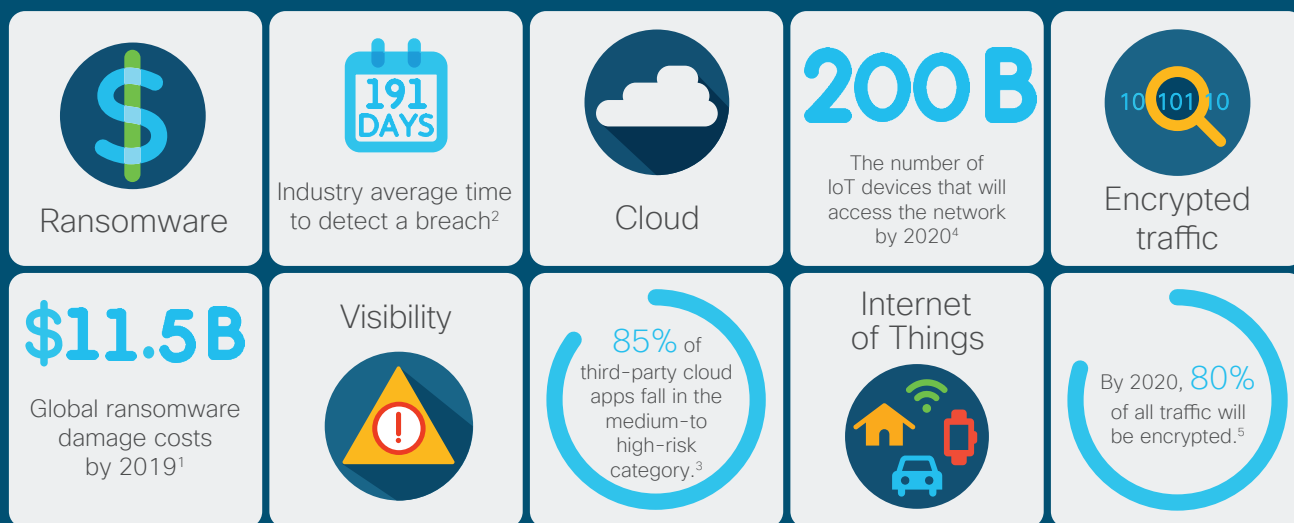 Ransomware
191
DAYS
Industry average time
to detect a breach²
Cloud
200 B
The number of
IoT devices that will
access the network
by 2020⁴
10 101 10
Encrypted
traffic
$11.5 B
Global ransomware
damage costs
by 2019¹
Visibility
!
85% of
third-party cloud
apps fall in the
medium-to
high-risk
category.³
Internet
of Things
By 2020, 80%
of all traffic will
be encrypted.⁵